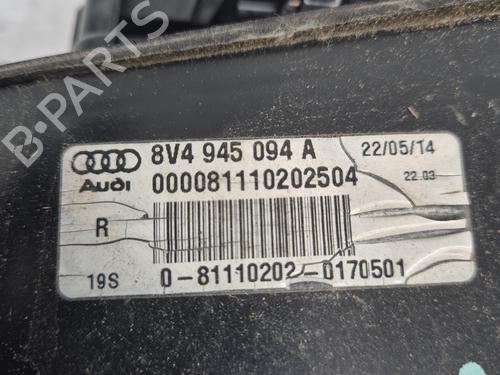 B-PARTS
8V4 945 094 A 22/05/14
Audi 000081110202504 22.03
R
19S 0-81110202-0170501